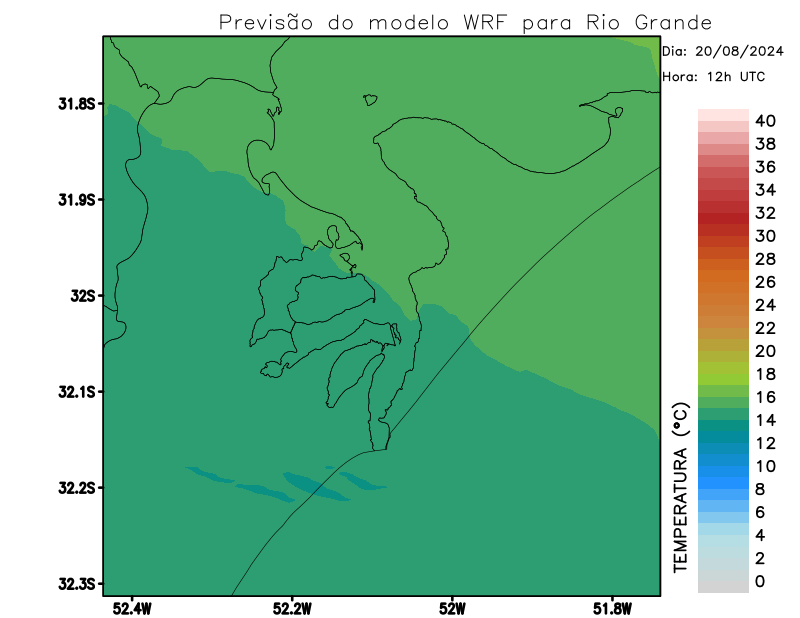 Previsão do modelo WRF para Rio Grande
Dia: 20/08/2024
Hora: 12h UTC
31.8S
31.9S
32S
32.1S
32.2S
32.3S
52.4W
52.2W
52W
51.8W
TEMPERATURA (°C)
40
38
36
34
32
30
28
26
24
22
20
18
16
14
12
10
8
6
4
2
0